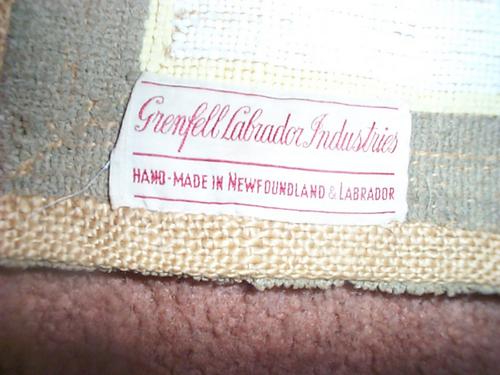 Grenfell Labrador Industries
HAND-MADE IN NEWFOUNDLAND & LABRADOR